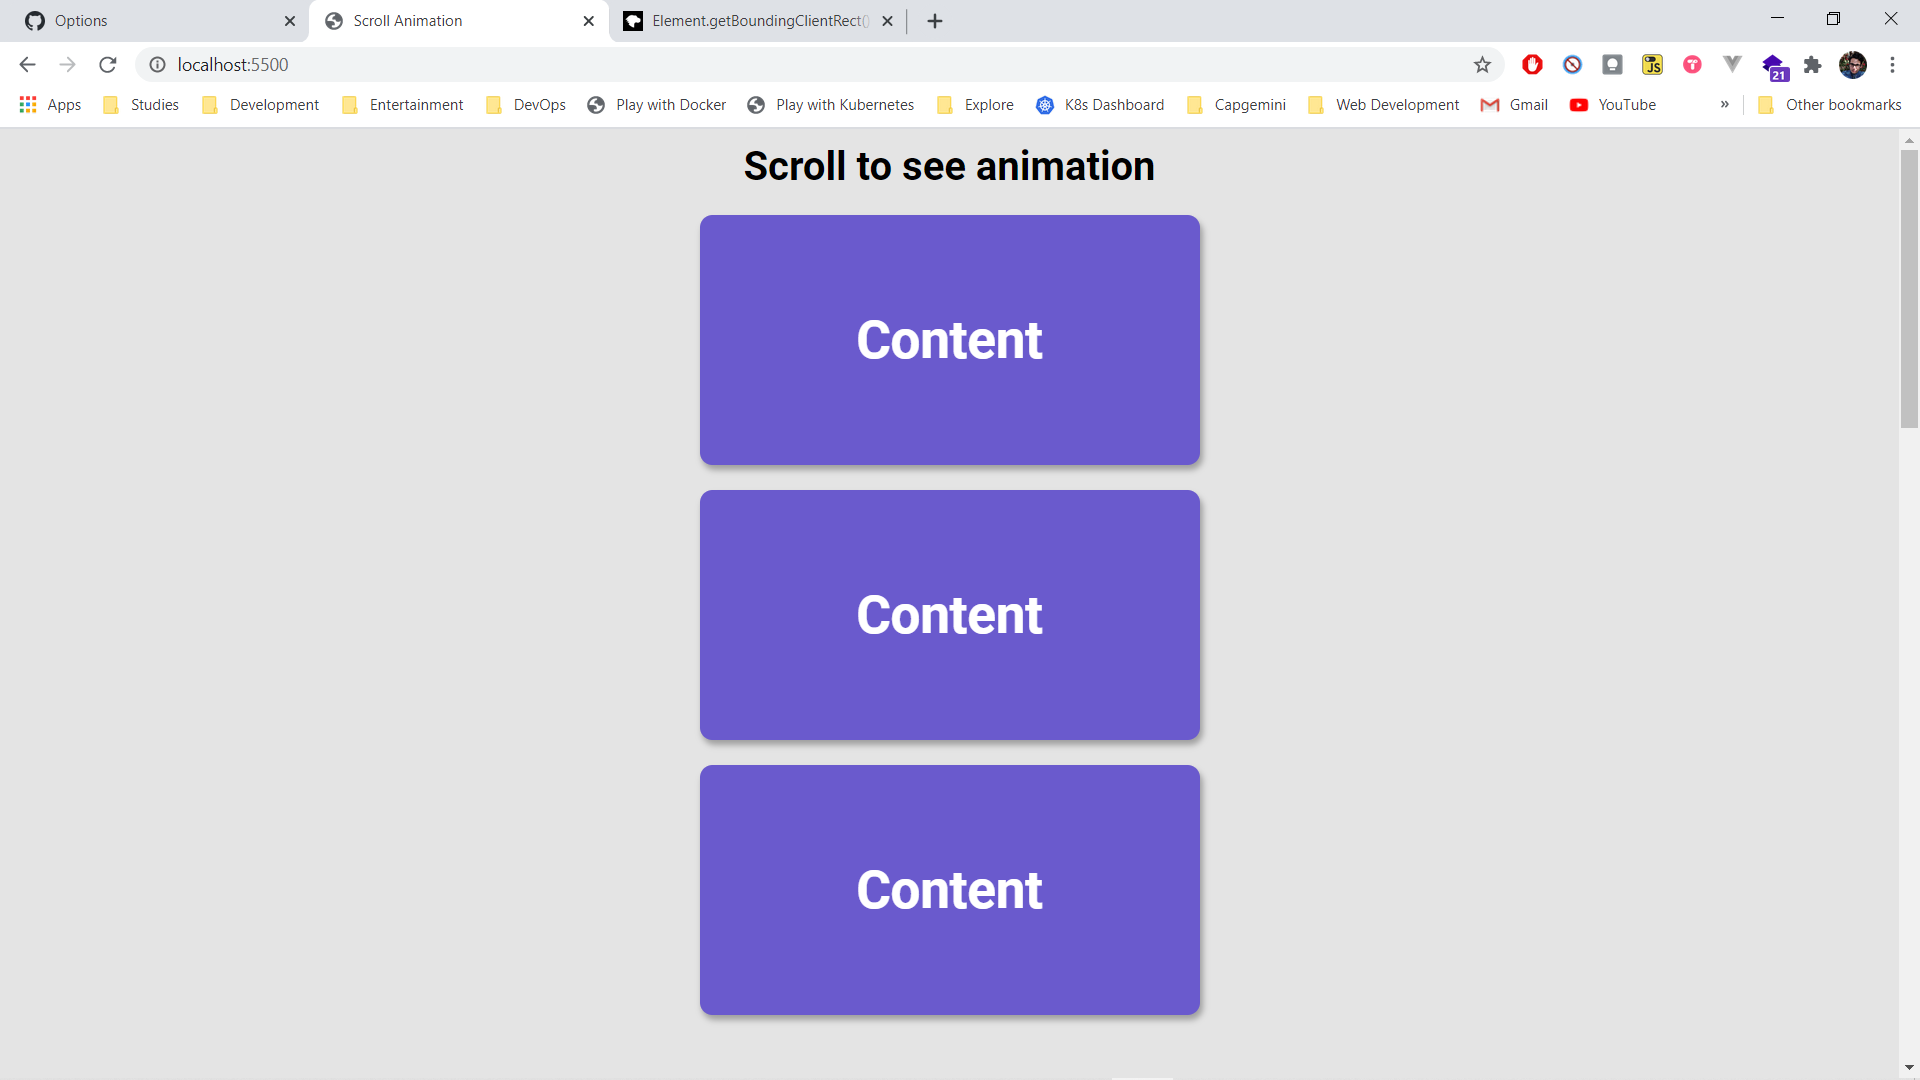 Options
Scroll Animation
Element.getBoundingClientRect()
localhost:5500
JS
T
21
Apps
Studies
Development
Entertainment
DevOps
Play with Docker
Play with Kubernetes
Explore
K8s Dashboard
Capgemini
Web Development
Gmail
YouTube
»
Other bookmarks
Scroll to see animation
Content
Content
Content